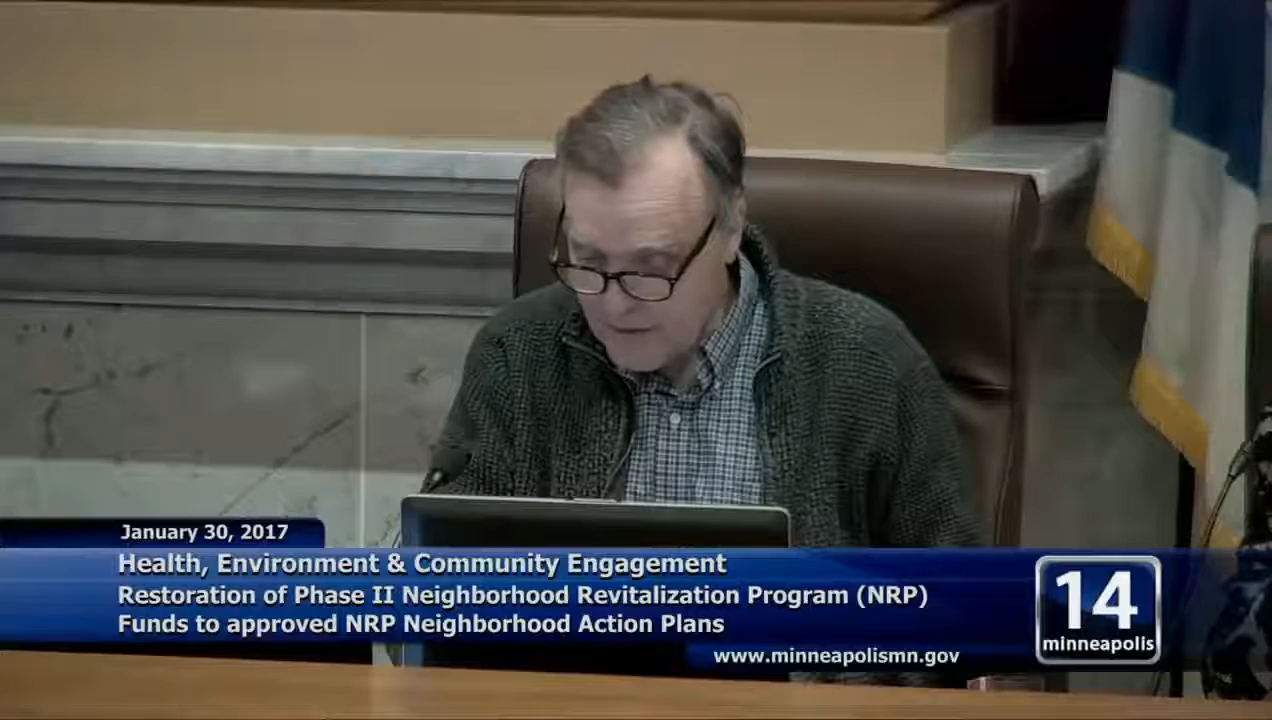 January 30, 2017
Health, Environment & Community Engagement
Restoration of Phase II Neighborhood Revitalization Program (NRP)
Funds to approved NRP Neighborhood Action Plans
www.minneapolismn.gov
14
minneapolis